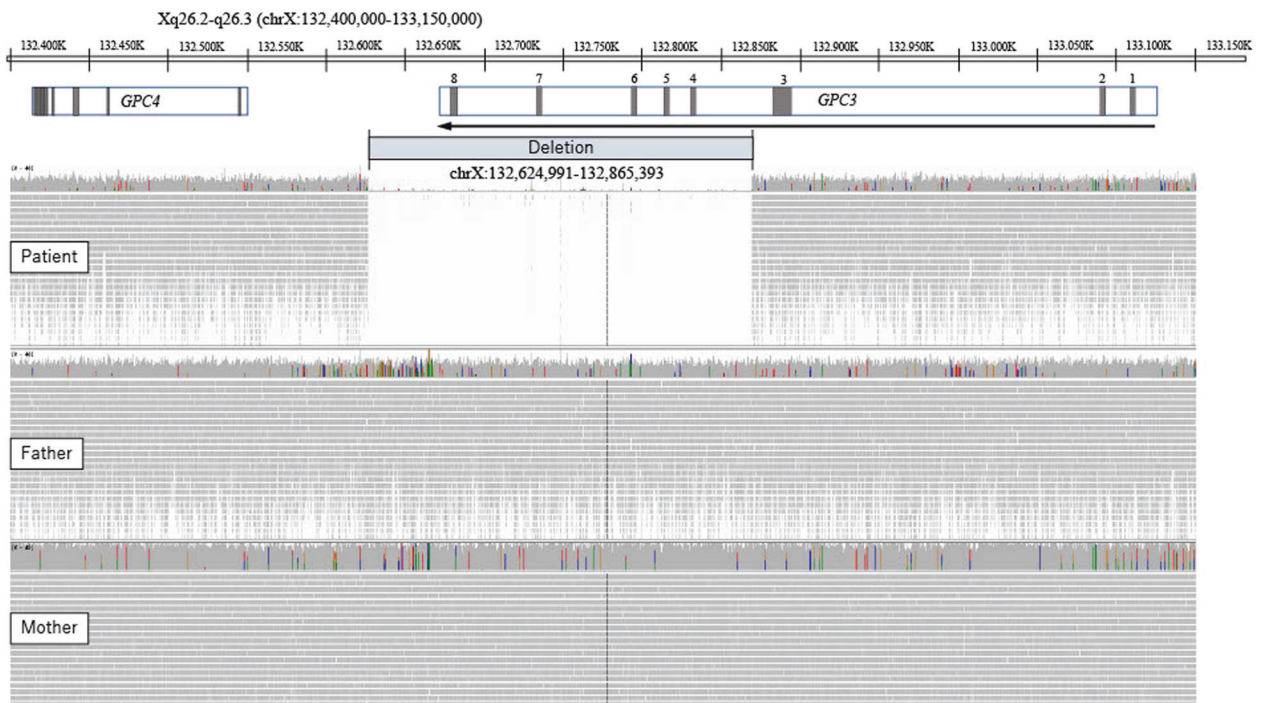 Xq26.2-q26.3 (chrX:132,400,000-133,150,000)
132.400K 132.450K 132.500K 132.550K 132.600K 132.650K 132.700K 132.750K 132.800K 132.850K 132.900K 132.950K 133.000K 133.050K 133.100K 133.150K
8 7 6 5 4 3 2 1
GPC4 GPC3
Deletion
chrX:132,624,991-132,865,393
Patient
Father
Mother